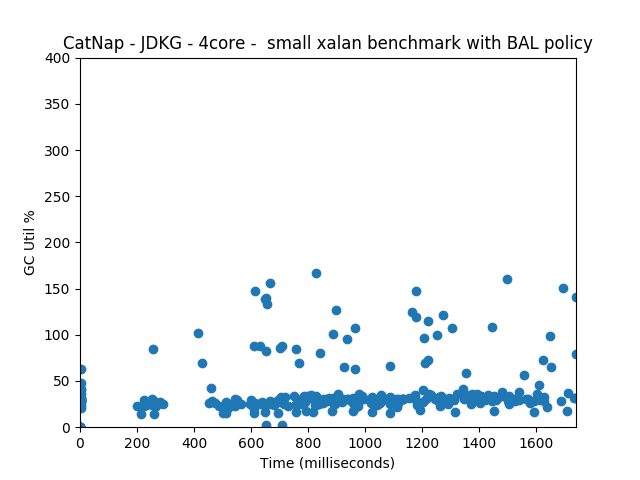 CatNap - JDKG - 4core -  small xalan benchmark with BAL policy
400
350
300
250
200
150
100
50
0
GC Util %
0 200 400 600 800 1000 1200 1400 1600
Time (milliseconds)